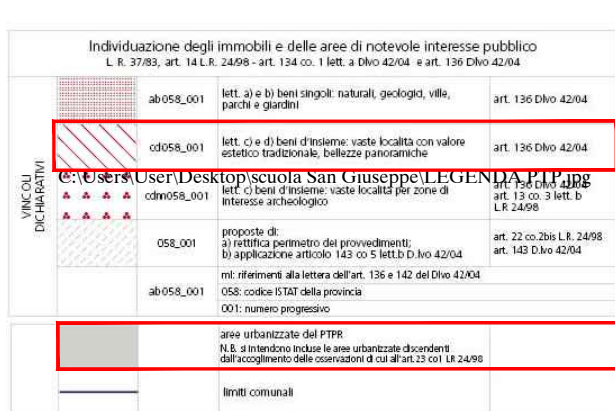 Individuazione degli immobili e delle aree di notevole interesse pubblico
L. R. 37/83, art. 14 L.R. 24/98 - art. 134 co. 1 lett. a Dlvo 42/04 e art. 136 Dlvo 42/04
VINCOLI
DICHIARATIVI
ab058_001
lett. a) e b) beni singoli: naturali, geologici, ville,
parchi e giardini
art. 136 Dlvo 42/04
cd058_001
lett. c) e d) beni d'insieme: vaste località con valore
estetico tradizionale, bellezze panoramiche
art. 136 Dlvo 42/04
C:\Users\User\Desktop\scuola San Giuseppe\LEGENDA PTP.jpg
cdm058_001
lett. c) beni d'insieme: vaste località per zone di
interesse archeologico
art. 136 Dlvo 42/04
art. 13 co. 3 lett. b
L.R 24/98
058_001
proposte di:
a) rettifica perimetro dei provvedimenti;
b) applicazione articolo 143 co 5 lett.b D.lvo 42/04
art. 22 co.2bis L.R. 24/98
art. 143 D.lvo 42/04
ab058_001
ml: riferimenti alla lettera dell'art. 136 e 142 del Dlvo 42/04
058: codice ISTAT della provincia
001: numero progressivo
aree urbanizzate del PTPR
N.B. si intendono incluse le aree urbanizzate discendenti
dall'accoglimento delle osservazioni di cui all'art.23 co1 LR 24/98
limiti comunali